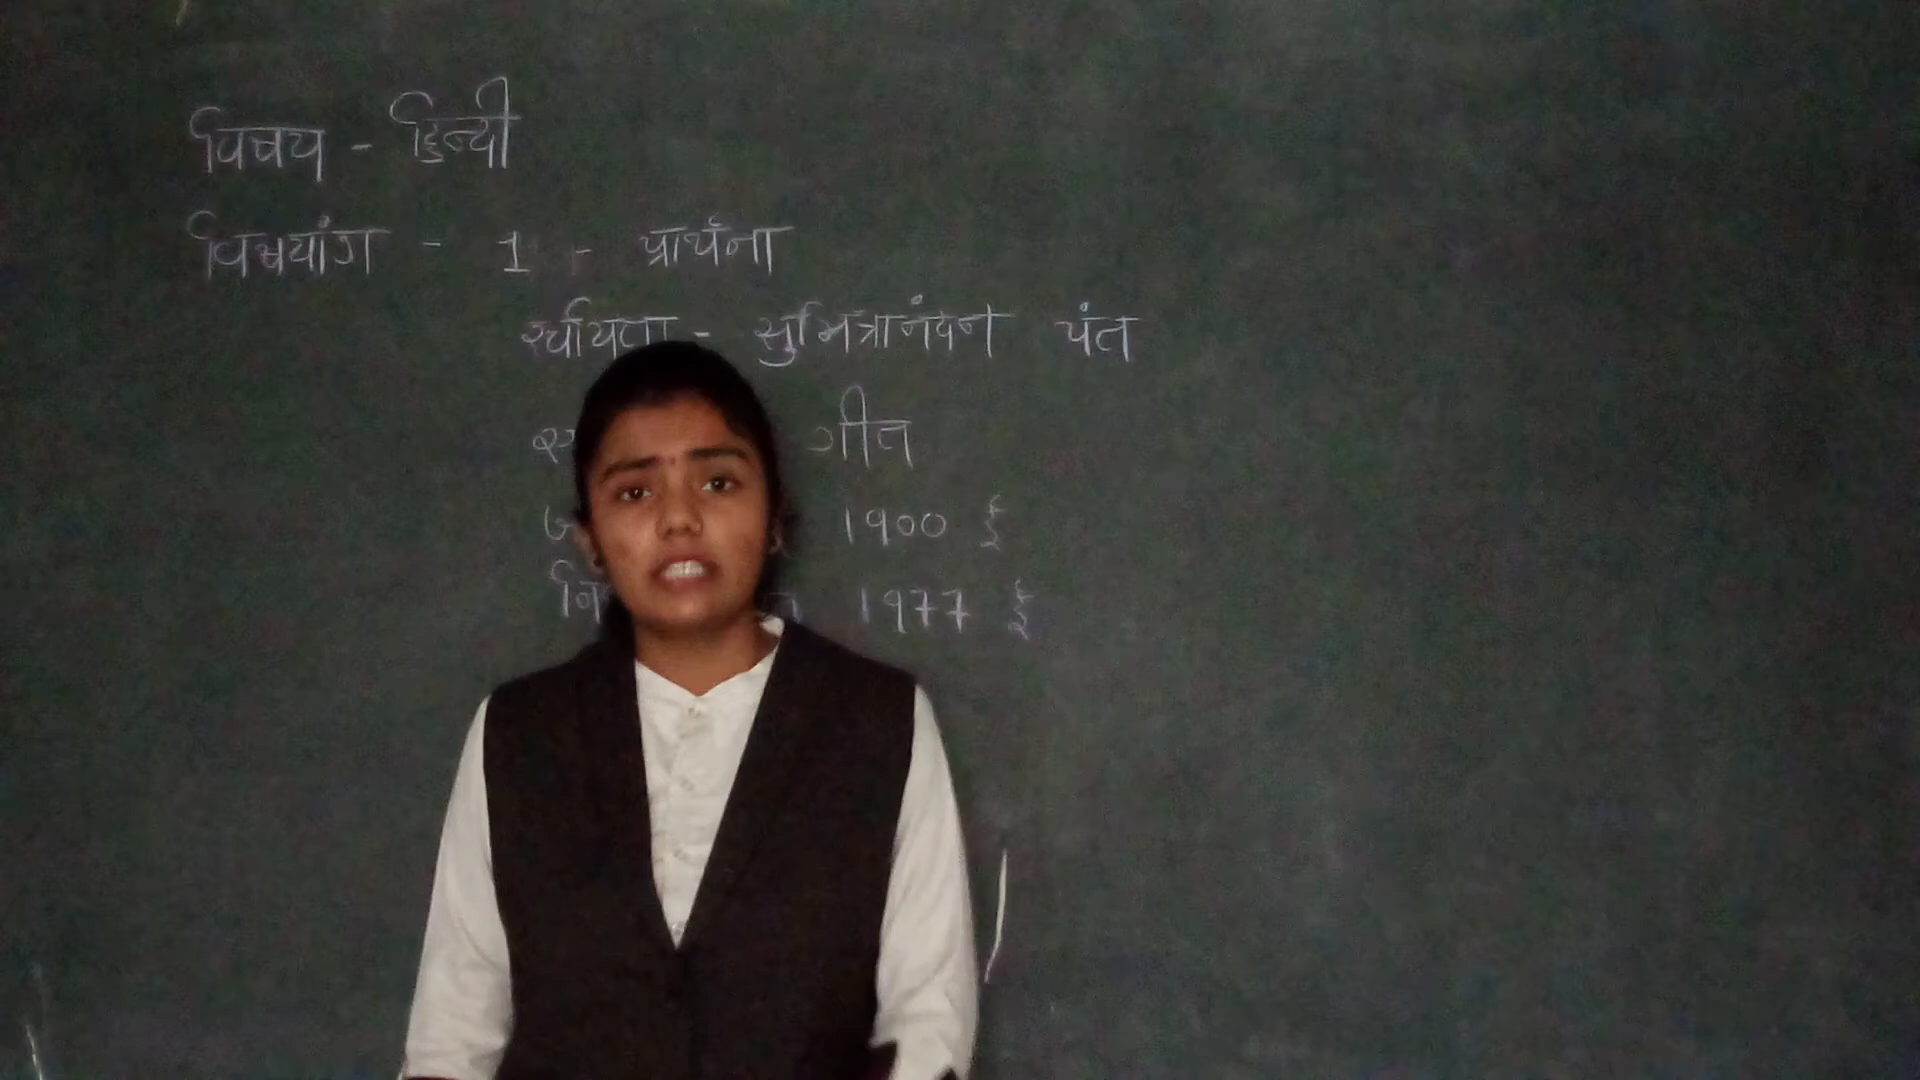 विषय - हिन्दी
विषयांग - 1 - प्रार्थना
रचयिता - सुमित्रानंदन पंत
गीत
1900 ई
1977 ई